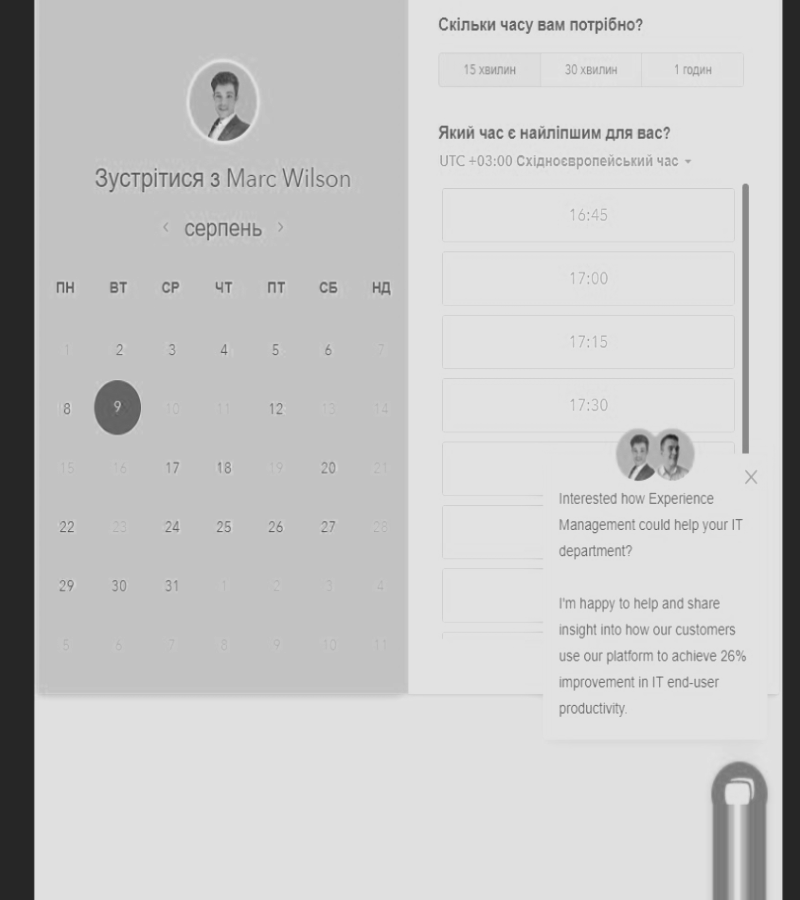 Зустрітися з Marc Wilson
‹ серпень ›
ПН ВТ СР ЧТ ПТ СБ НД
1 2 3 4 5 6 7
8 9 10 11 12 13 14
15 16 17 18 19 20 21
22 23 24 25 26 27 28
29 30 31 1 2 3 4
5 6 7 8 9 10 11
Скільки часу вам потрібно?
15 хвилин 30 хвилин 1 годин
Який час є найліпшим для вас?
UTC +03:00 Східноєвропейський час
16:45
17:00
17:15
17:30
Interested how Experience
Management could help your IT
department?
I'm happy to help and share
insight into how our customers
use our platform to achieve 26%
improvement in IT end-user
productivity.